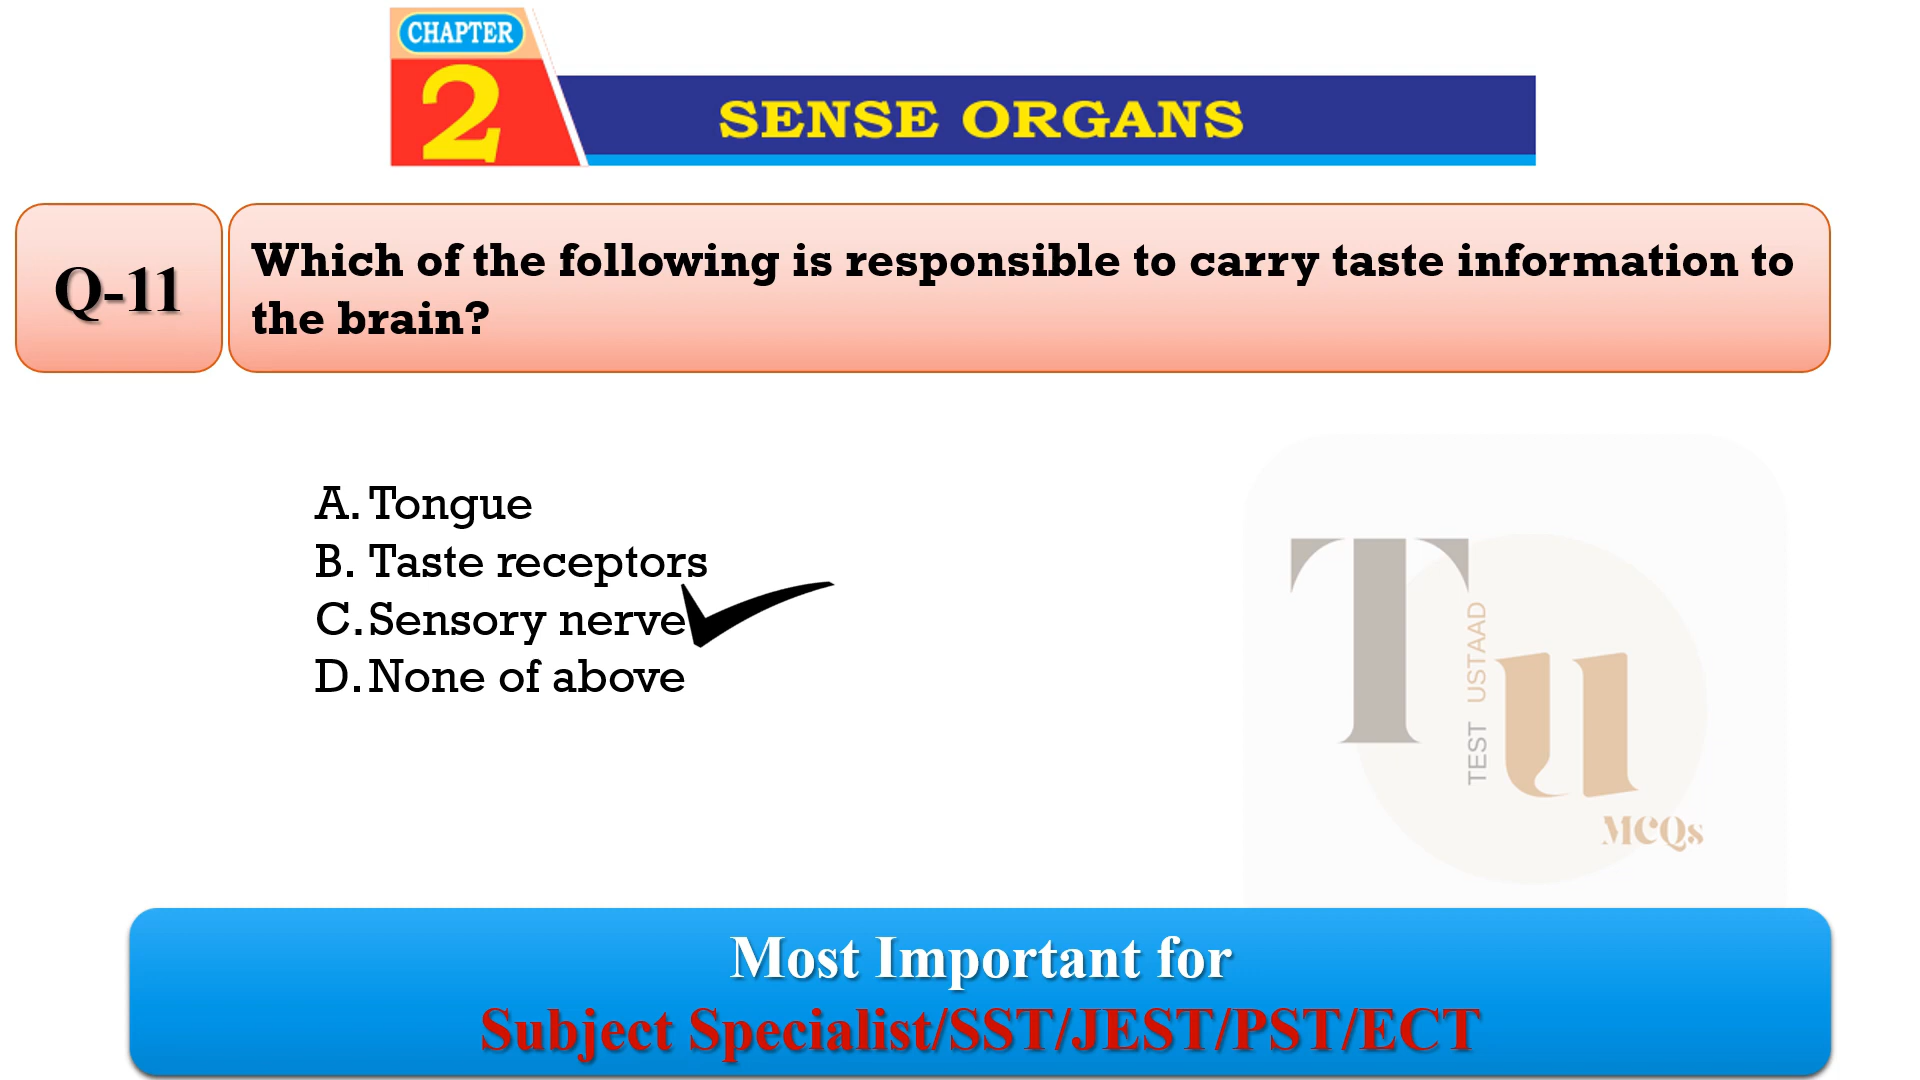 CHAPTER
2
SENSE ORGANS
Q-11
Which of the following is responsible to carry taste information to
the brain?
A. Tongue
B. Taste receptors
C. Sensory nerve
D. None of above
T
TEST USTAAD
u
MCQs
Most Important for
Subject Specialist/SST/JEST/PST/ECT